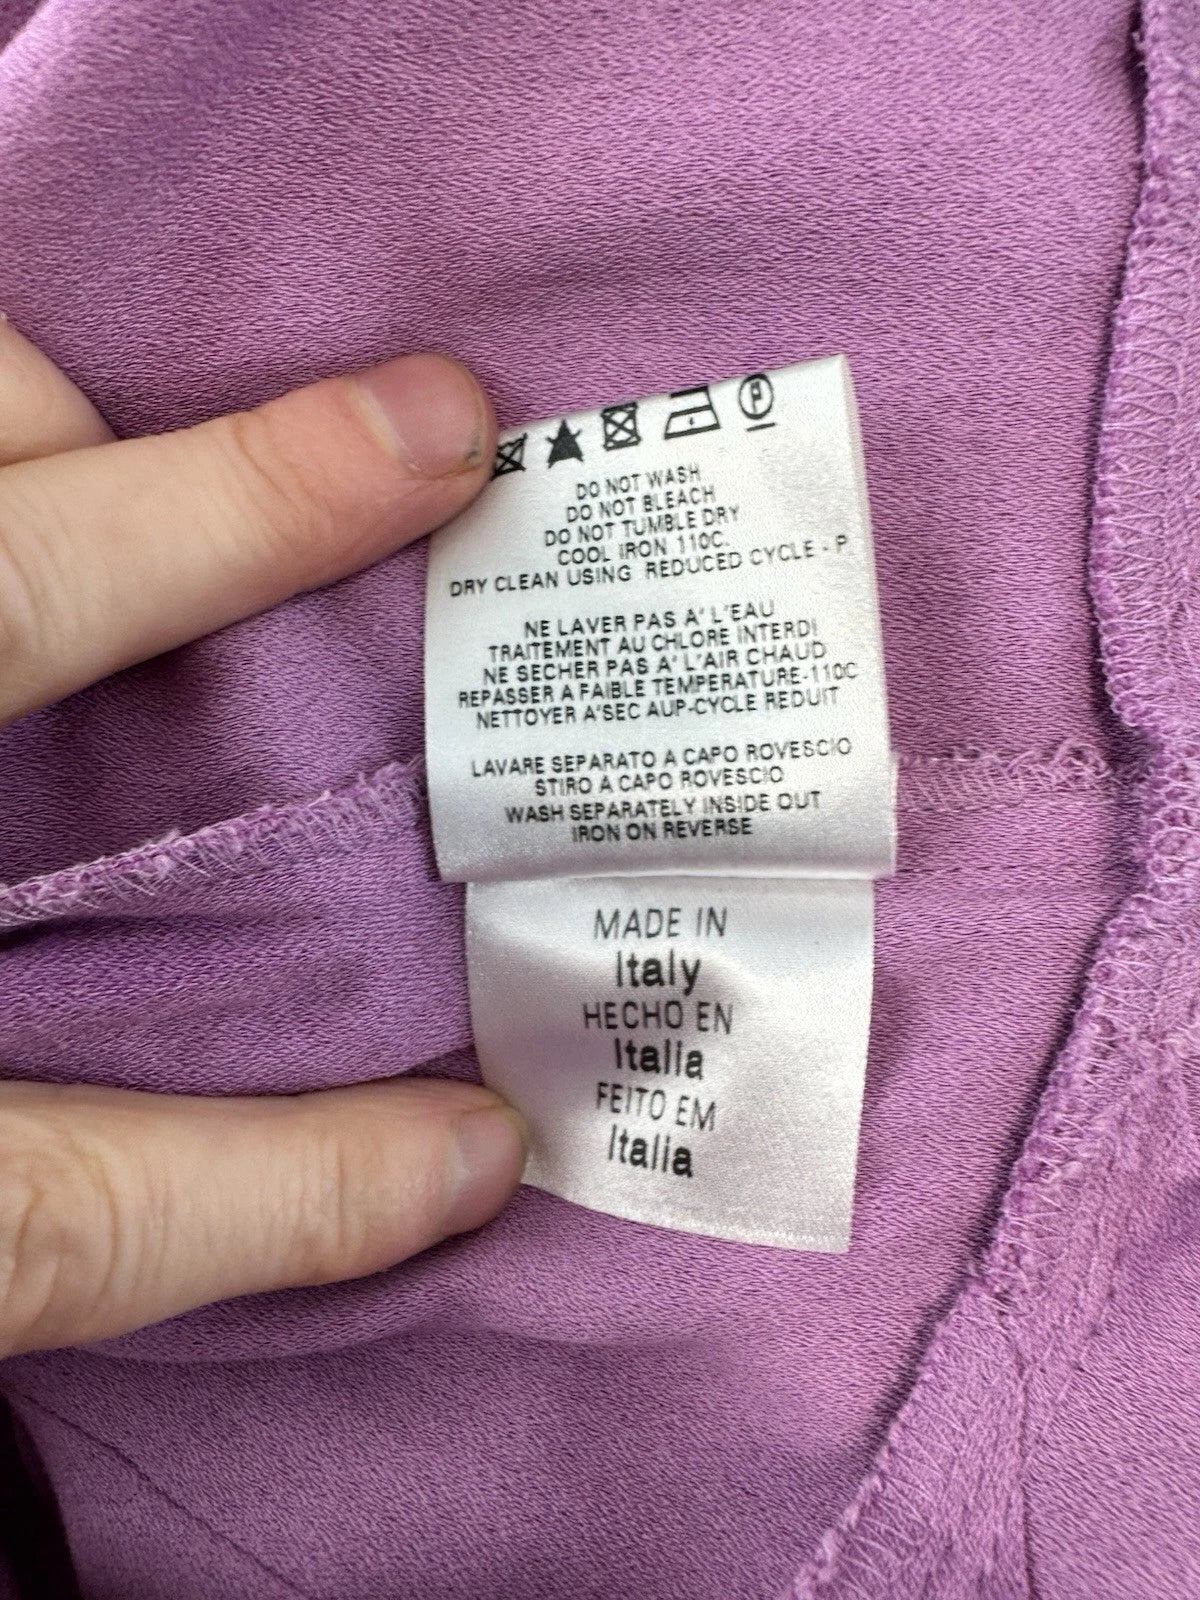 P
DO NOT WASH
DO NOT BLEACH
DO NOT TUMBLE DRY
COOL IRON 110C.
DRY CLEAN USING REDUCED CYCLE - P
NE LAVER PAS A' L'EAU
TRAITEMENT AU CHLORE INTERDI
NE SECHER PAS A' L'AIR CHAUD
REPASSER A FAIBLE TEMPERATURE-110C
NETTOYER A'SEC AUP-CYCLE REDUIT
LAVARE SEPARATO A CAPO ROVESCIO
STIRO A CAPO ROVESCIO
WASH SEPARATELY INSIDE OUT
IRON ON REVERSE
MADE IN
Italy
HECHO EN
Italia
FEITO EM
Italia